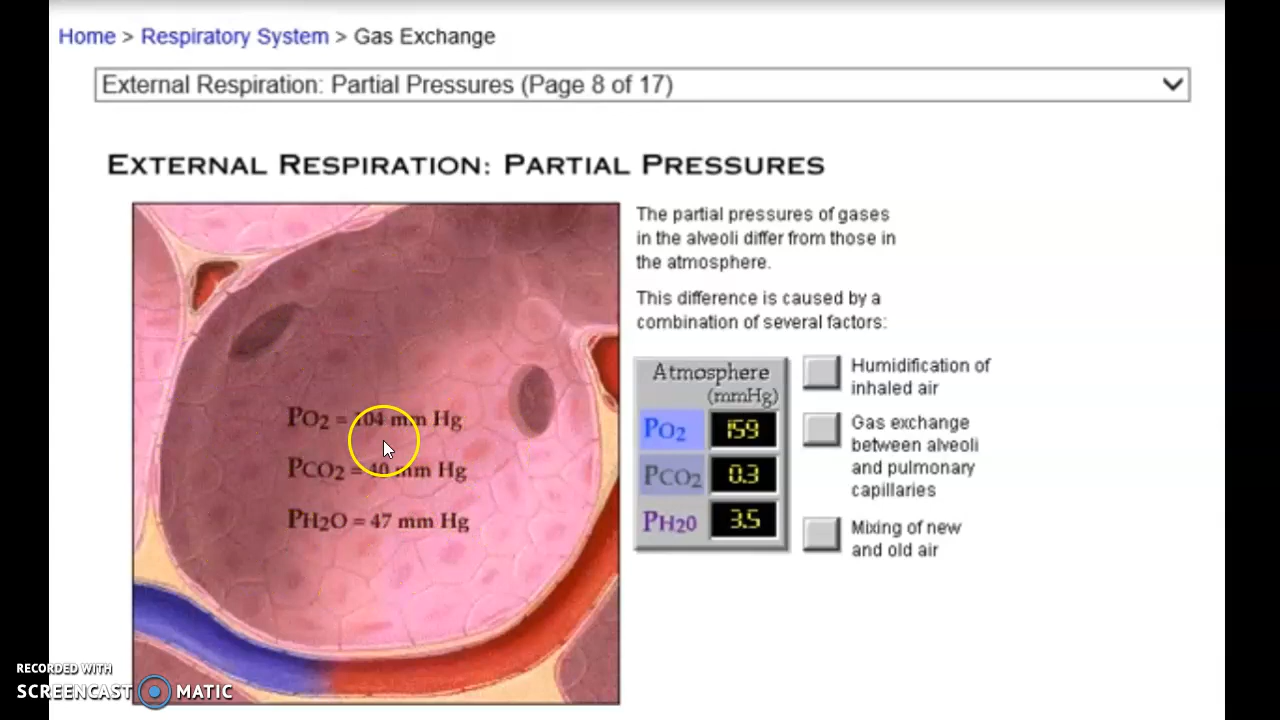 Home > Respiratory System > Gas Exchange
External Respiration: Partial Pressures (Page 8 of 17)
EXTERNAL RESPIRATION: PARTIAL PRESSURES
The partial pressures of gases
in the alveoli differ from those in
the atmosphere.
This difference is caused by a
combination of several factors:
PO2 = 104 mm Hg
PCO2 = 40 mm Hg
PH2O = 47 mm Hg
Atmosphere
(mmHg)
PO2 159
PCO2 0.3
PH20 3.5
Humidification of
inhaled air
Gas exchange
between alveoli
and pulmonary
capillaries
Mixing of new
and old air
RECORDED WITH
SCREENCAST MATIC